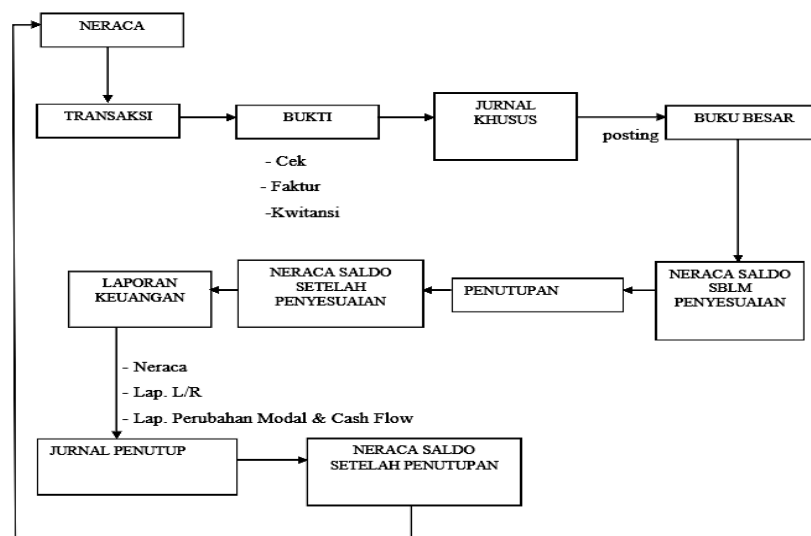 NERACA
TRANSAKSI
BUKTI
JURNAL
KHUSUS
posting
BUKU BESAR
- Cek
- Faktur
-Kwitansi
LAPORAN
KEUANGAN
NERACA SALDO
SETELAH
PENYESUAIAN
PENUTUPAN
NERACA SALDO
SBLM
PENYESUAIAN
- Neraca
- Lap. L/R
- Lap. Perubahan Modal & Cash Flow
JURNAL PENUTUP
NERACA SALDO
SETELAH PENUTUPAN